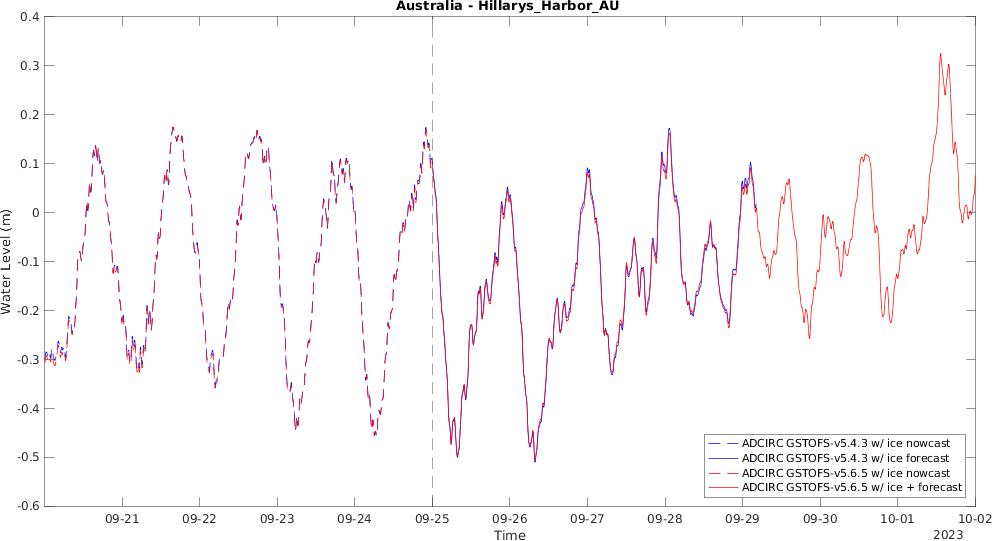 Australia - Hillarys_Harbor_AU
Water Level (m)
0.4
0.3
0.2
0.1
0
-0.1
-0.2
-0.3
-0.4
-0.5
-0.6
ADCIRC GSTOFS-v5.4.3 w/ ice nowcast
ADCIRC GSTOFS-v5.4.3 w/ ice forecast
ADCIRC GSTOFS-v5.6.5 w/ ice nowcast
ADCIRC GSTOFS-v5.6.5 w/ ice + forecast
09-21 09-22 09-23 09-24 09-25 09-26 09-27 09-28 09-29 09-30 10-01 10-02
Time
2023